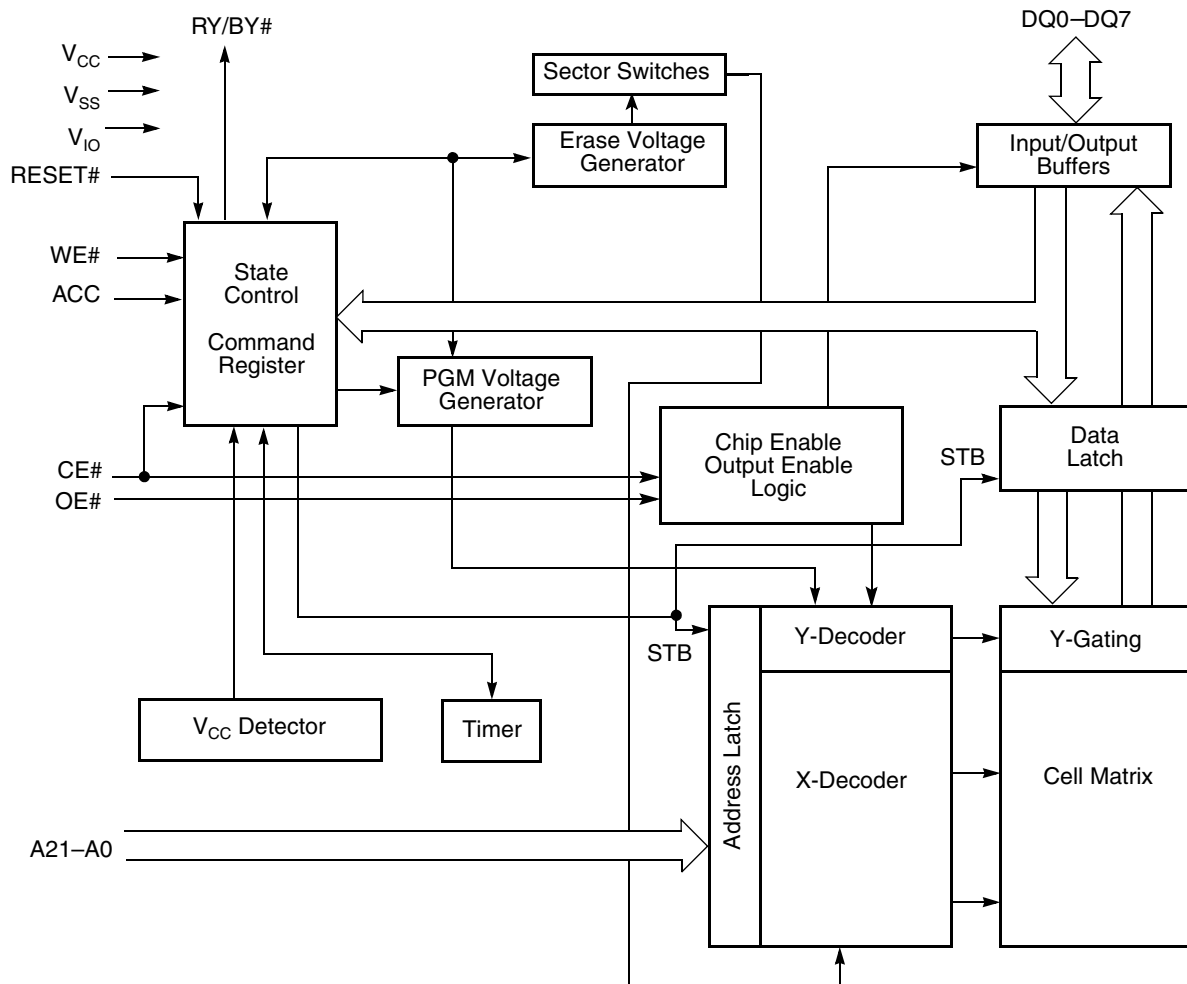 RY/BY#
DQ0–DQ7
VCC
VSS
VIO
RESET#
WE#
ACC
CE#
OE#
Sector Switches
Erase Voltage
Generator
Input/Output
Buffers
State
Control
Command
Register
PGM Voltage
Generator
Chip Enable
Output Enable
Logic
STB
Data
Latch
STB
Y-Decoder
Y-Gating
VCC Detector
Timer
Address Latch
X-Decoder
Cell Matrix
A21–A0